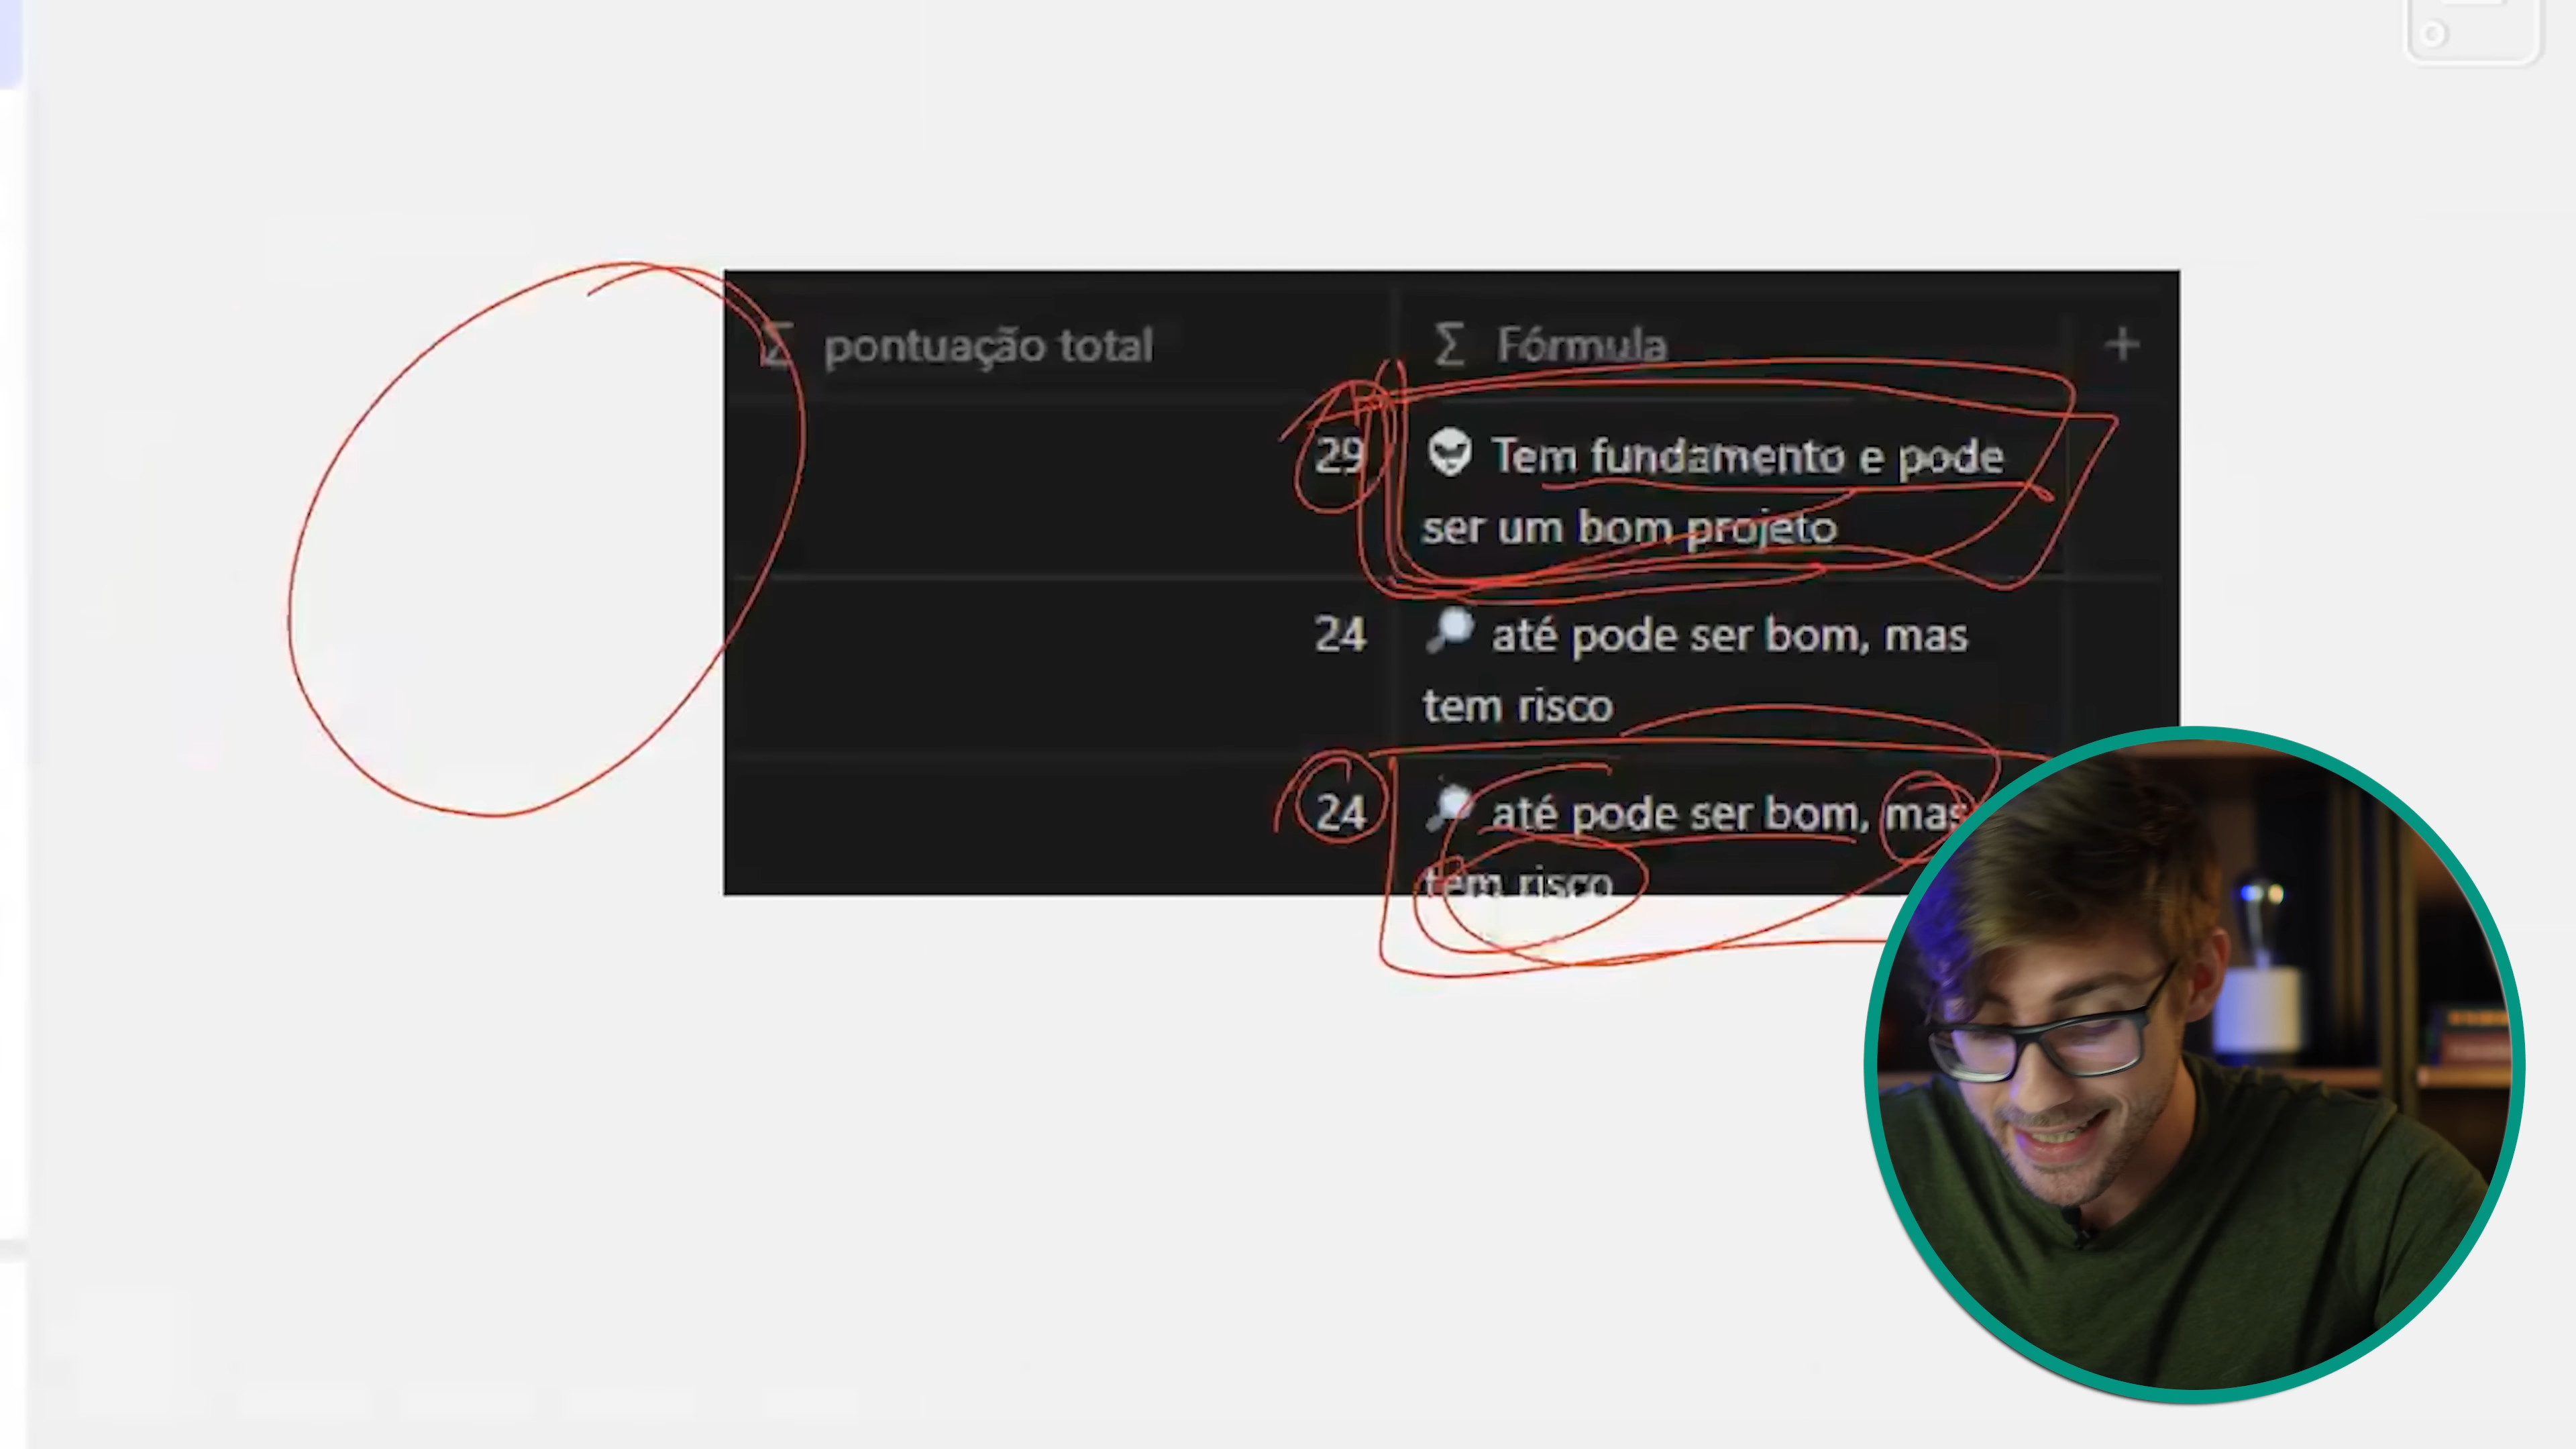 Σ pontuação total
Σ Fórmula
+
29
👽 Tem fundamento e pode
ser um bom projeto
24
🔎 até pode ser bom, mas
tem risco
24
🔎 até pode ser bom, mas
tem risco